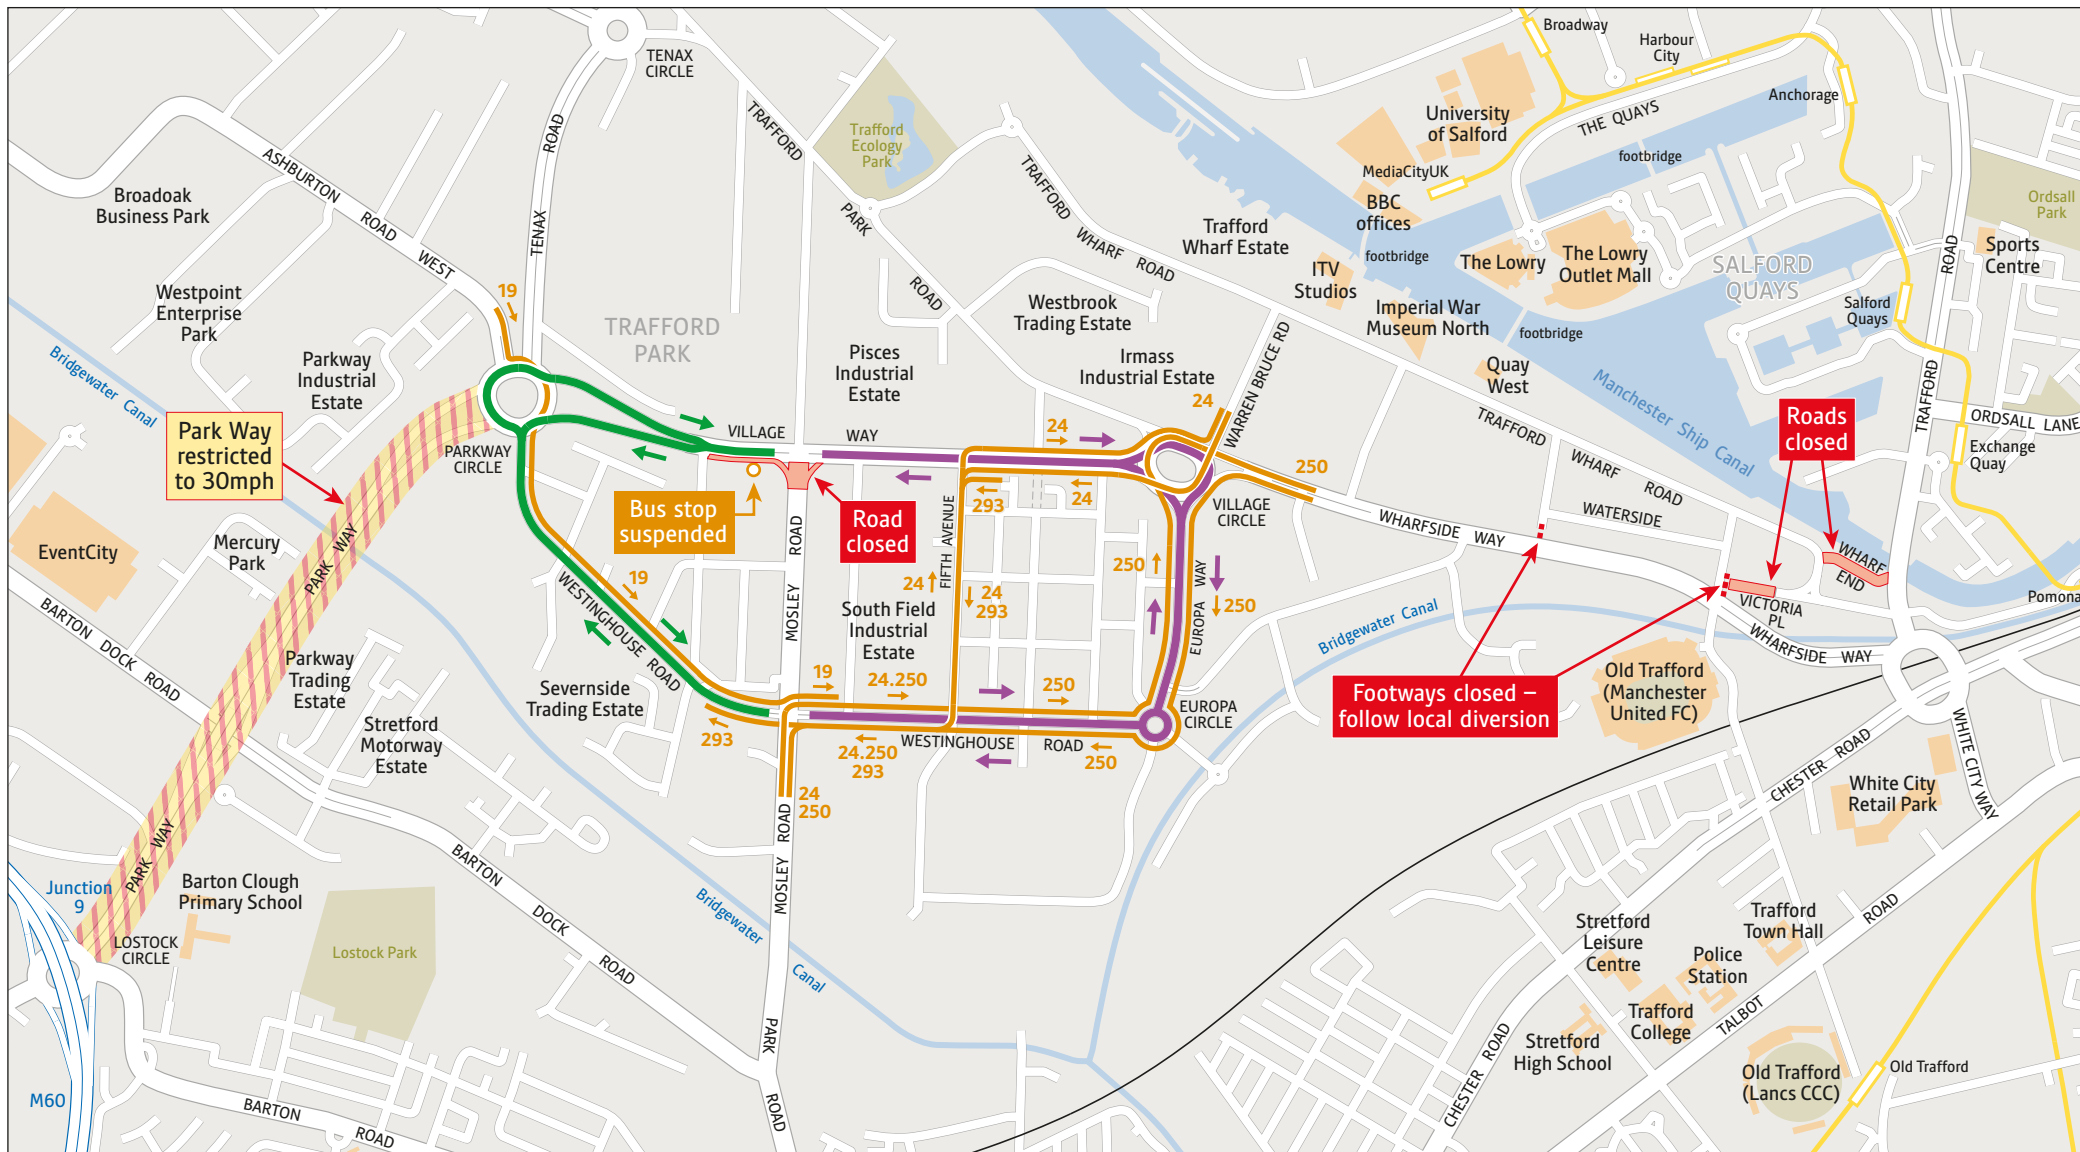 TENAX
CIRCLE
Broadway
Harbour
City
Anchorage
THE QUAYS
University
of Salford
footbridge
MediaCityUK
BBC
offices
footbridge
The Lowry
The Lowry
Outlet Mall
SALFORD
QUAYS
Ordsall
Park
Sports
Centre
Salford
Quays
TRAFFORD
ROAD
ORDSALL LANE
Exchange
Quay
Pomona
TRAFFORD
PARK
ROAD
Trafford
Ecology
Park
TRAFFORD
WHARF
ROAD
Trafford
Wharf Estate
ITV
Studios
Imperial War
Museum North
footbridge
Quay
West
Manchester Ship Canal
TENAX
ROAD
ASHBURTON
ROAD
WEST
Broadoak
Business Park
Westpoint
Enterprise
Park
Bridgewater Canal
Parkway
Industrial
Estate
19
TRAFFORD
PARK
Pisces
Industrial
Estate
Westbrook
Trading Estate
Irmass
Industrial Estate
WARREN BRUCE RD
24
TRAFFORD
WHARF
ROAD
WATERSIDE
Roads
closed
WHARF
END
VICTORIA
PL
Park Way
restricted
to 30mph
PARKWAY
CIRCLE
VILLAGE
WAY
24
24
293
250
VILLAGE
CIRCLE
WHARFSIDE WAY
Bus stop
suspended
Road
closed
EventCity
Mercury
Park
PARK WAY
BARTON
DOCK
ROAD
WESTINGHOUSE ROAD
19
MOSLEY
ROAD
FIFTH AVENUE
24
24
293
South Field
Industrial
Estate
250
EUROPA WAY
250
Bridgewater Canal
Footways closed –
follow local diversion
Old Trafford
(Manchester
United FC)
WHARFSIDE WAY
Parkway
Trading
Estate
Severnside
Trading Estate
Stretford
Motorway
Estate
19
24.250
250
293
24.250
293
WESTINGHOUSE
ROAD
250
EUROPA
CIRCLE
24
250
CHESTER ROAD
WHITE CITY WAY
White City
Retail Park
PARK WAY
Junction
9
LOSTOCK
CIRCLE
Barton Clough
Primary School
Lostock Park
BARTON
DOCK
ROAD
MOSLEY ROAD
Bridgewater
Canal
PARK
ROAD
M60
BARTON
ROAD
Stretford
Leisure
Centre
Trafford
Town Hall
Police
Station
Trafford
College
Stretford
High School
TALBOT
ROAD
CHESTER ROAD
Old Trafford
(Lancs CCC)
Old Trafford